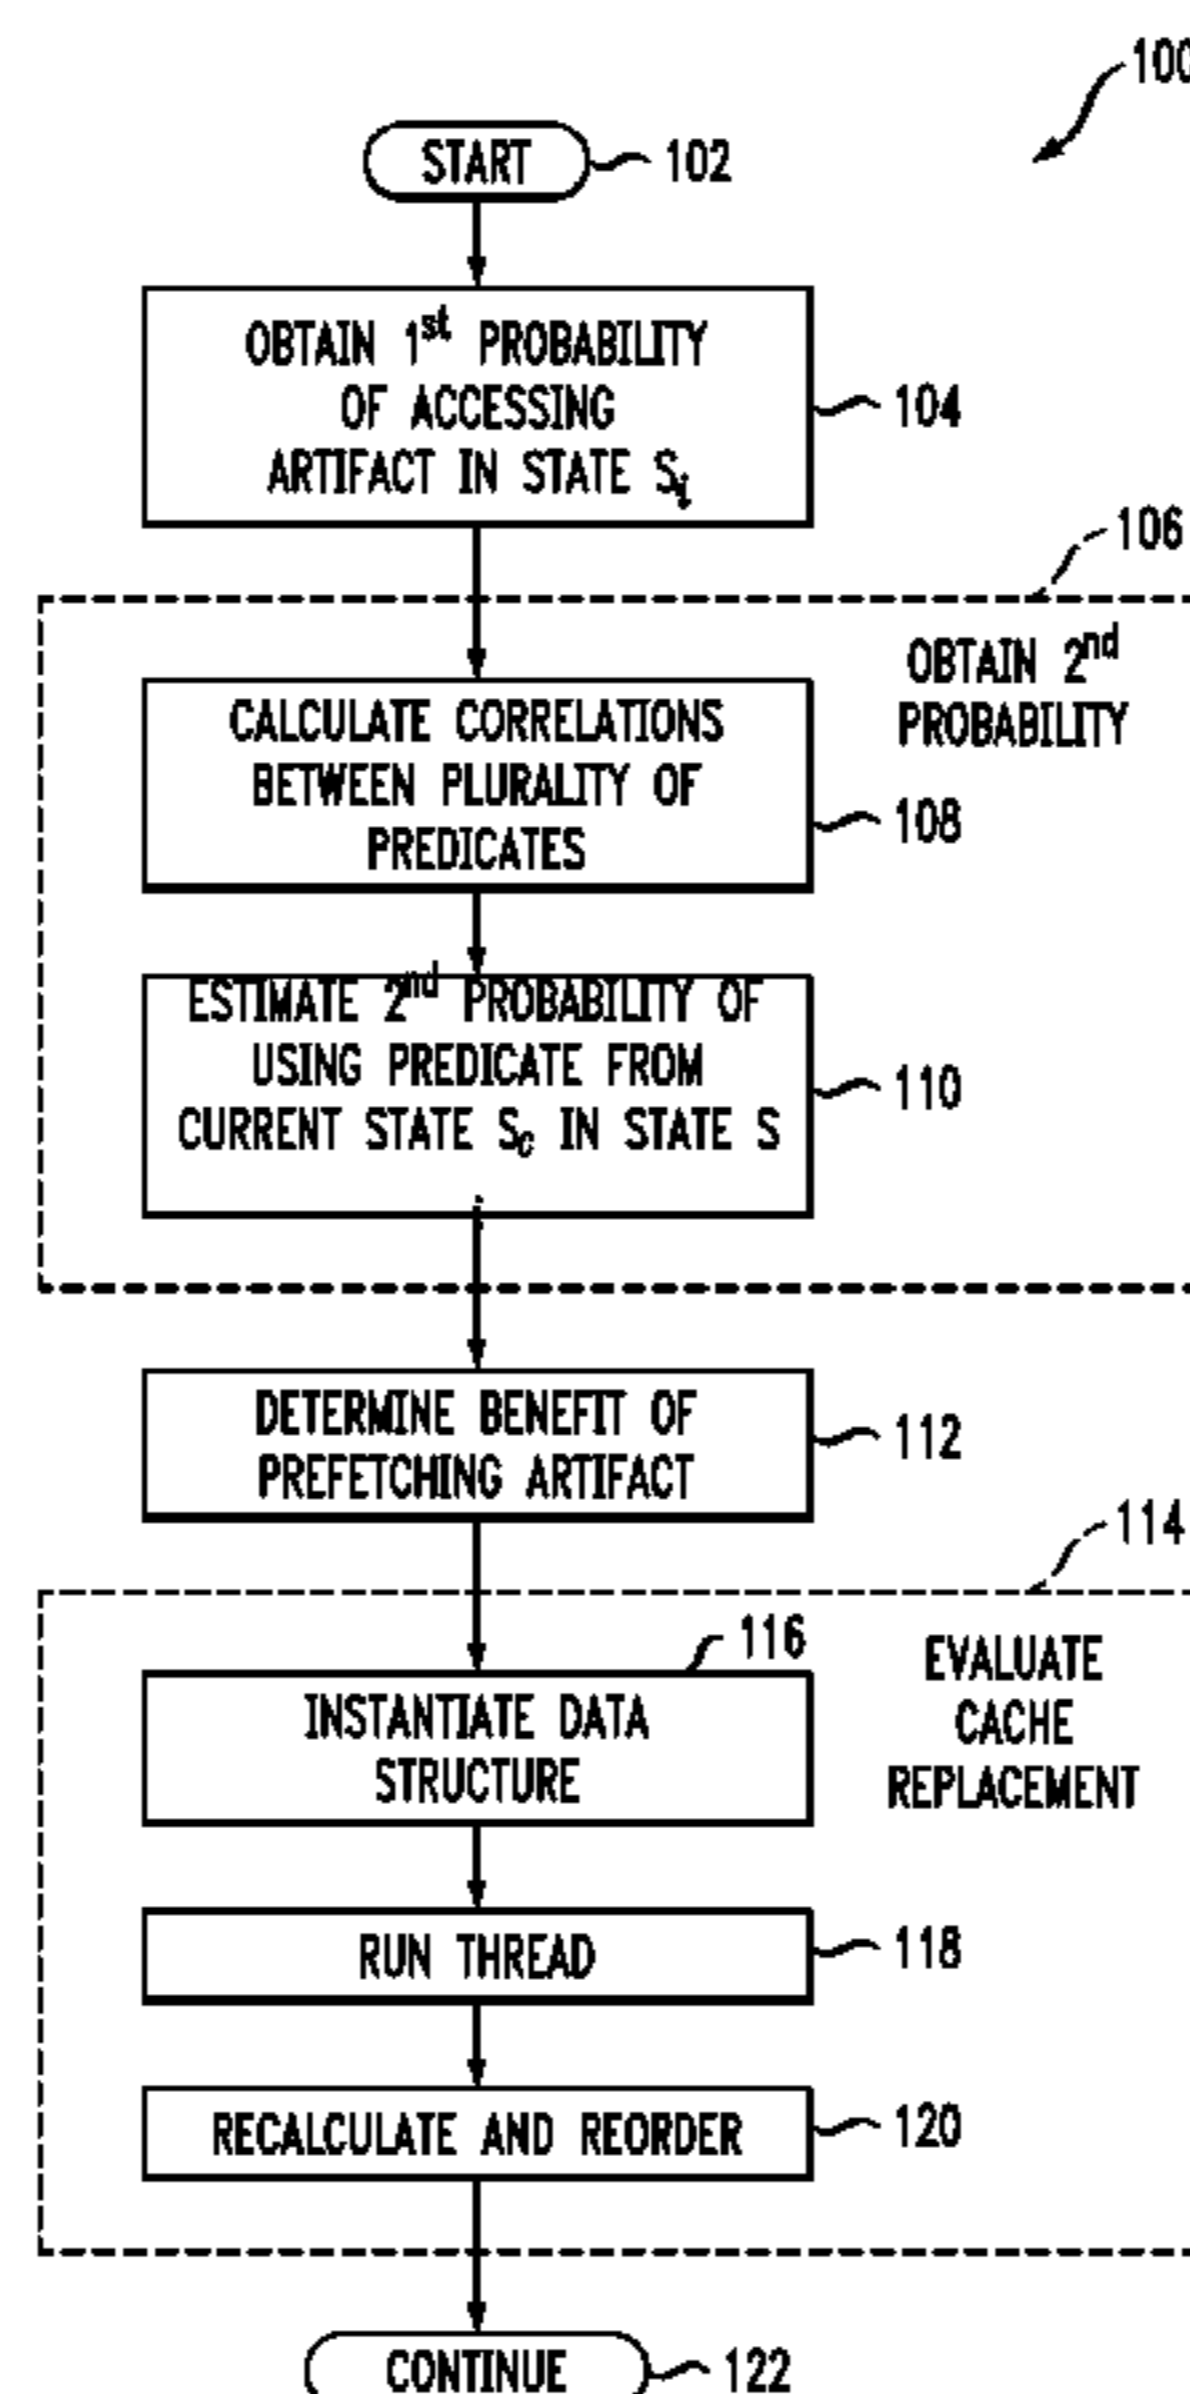 100
START
102
OBTAIN 1st PROBABILITY
OF ACCESSING
ARTIFACT IN STATE Si
104
106
OBTAIN 2nd
PROBABILITY
CALCULATE CORRELATIONS
BETWEEN PLURALITY OF
PREDICATES
108
ESTIMATE 2nd PROBABILITY OF
USING PREDICATE FROM
CURRENT STATE Sc IN STATE S
110
DETERMINE BENEFIT OF
PREFETCHING ARTIFACT
112
114
116
EVALUATE
CACHE
REPLACEMENT
INSTANTIATE DATA
STRUCTURE
RUN THREAD
118
RECALCULATE AND REORDER
120
CONTINUE
122